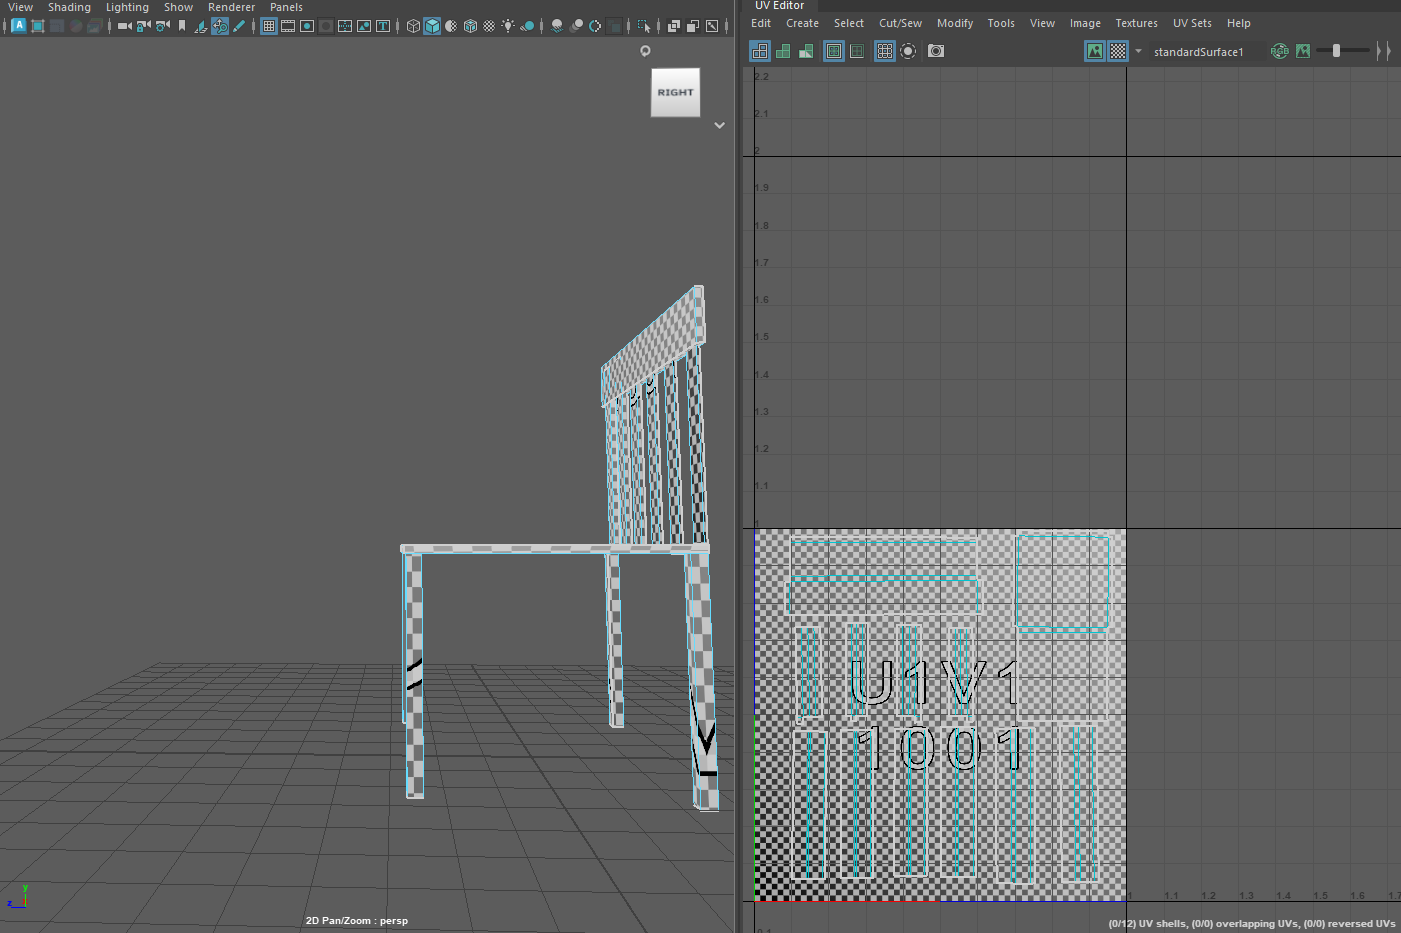 View Shading Lighting Show Renderer Panels
RIGHT
2D Pan/Zoom : persp
y
z
UV Editor
Edit Create Select Cut/Sew Modify Tools View Image Textures UV Sets Help
standardSurface1
RGB
2.2
2.1
2
1.9
1.8
1.7
1.6
1.5
1.4
1.3
1.2
1.1
1
U1V1
1001
1 1.1 1.2 1.3 1.4 1.5 1.6 1.7
(0/12) UV shells, (0/0) overlapping UVs, (0/0) reversed UVs